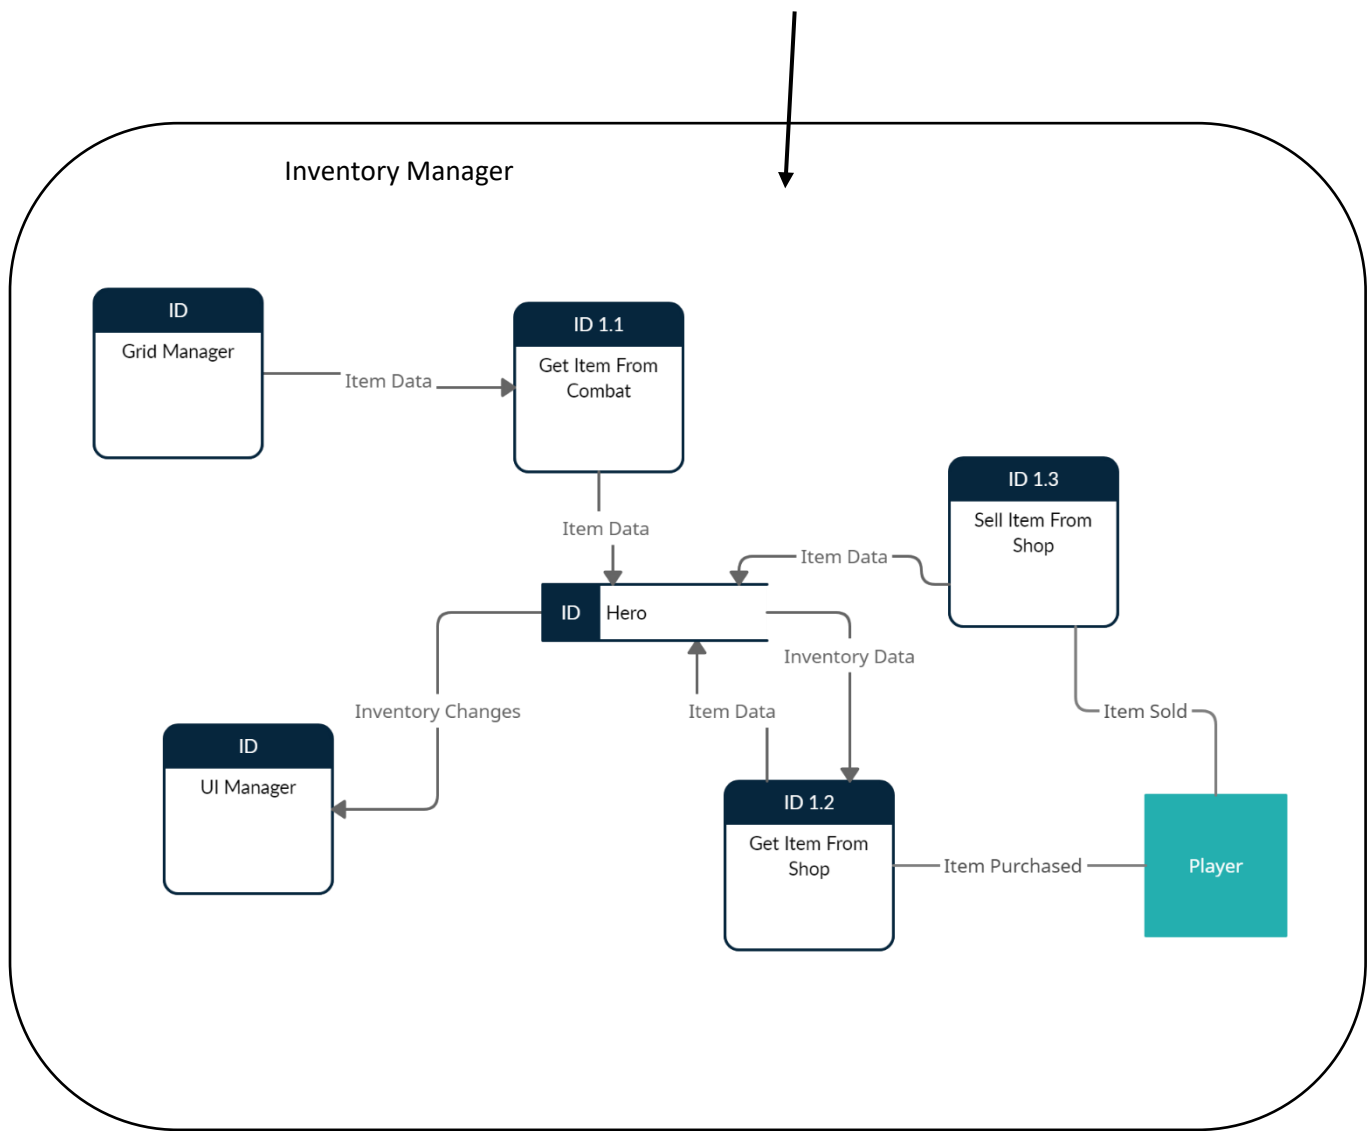 Inventory Manager
ID
Grid Manager
Item Data
ID 1.1
Get Item From
Combat
Item Data
ID 1.3
Sell Item From
Shop
Item Data
ID
Hero
Inventory Data
Inventory Changes
Item Data
Item Sold
ID
UI Manager
ID 1.2
Get Item From
Shop
Item Purchased
Player